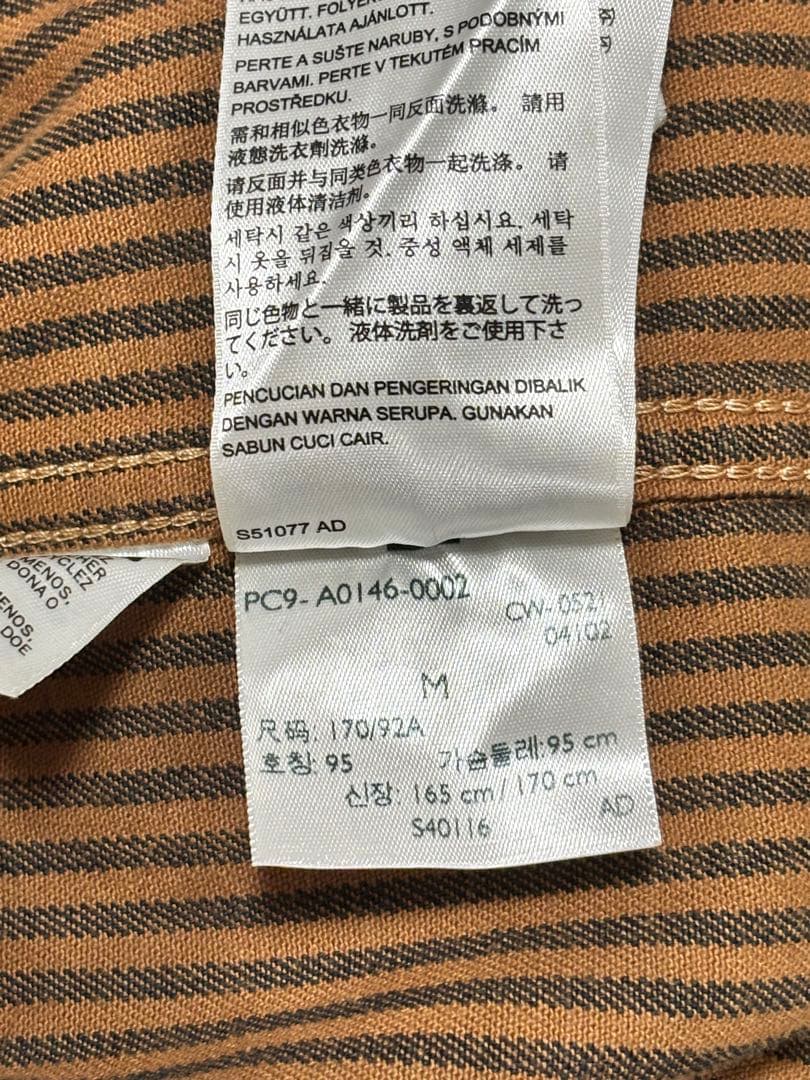 EGYÜTT.
HASZNÁLATA AJÁNLOTT.
PERTE A SUŠTE NARUBY, S PODOBNÝMI
BARVAMI. PERTE V TEKUTÉM PRACÍM
PROSTŘEDKU.
需和相似色衣物一同反面洗滌。 請用
液態洗衣劑洗滌。
请反面并与同类色衣物一起洗涤。 请
使用液体清洁剂。
세탁시 같은 색상끼리 하십시요. 세탁
시 옷을 뒤집을 것. 중성 액체 세제를
사용하세요.
同じ色物と一緒に製品を裏返して洗っ
てください。 液体洗剤をご使用下さ
い。
PENCUCIAN DAN PENGERINGAN DIBALIK
DENGAN WARNA SERUPA. GUNAKAN
SABUN CUCI CAIR.
S51077 AD
MENOS,
DONA O
DOE
PC9- A0146-0002
CW- 0521
04102
M
尺码: 170/92A
호칭: 95 가슴둘레:95 cm
신장: 165 cm / 170 cm
AD
S40116